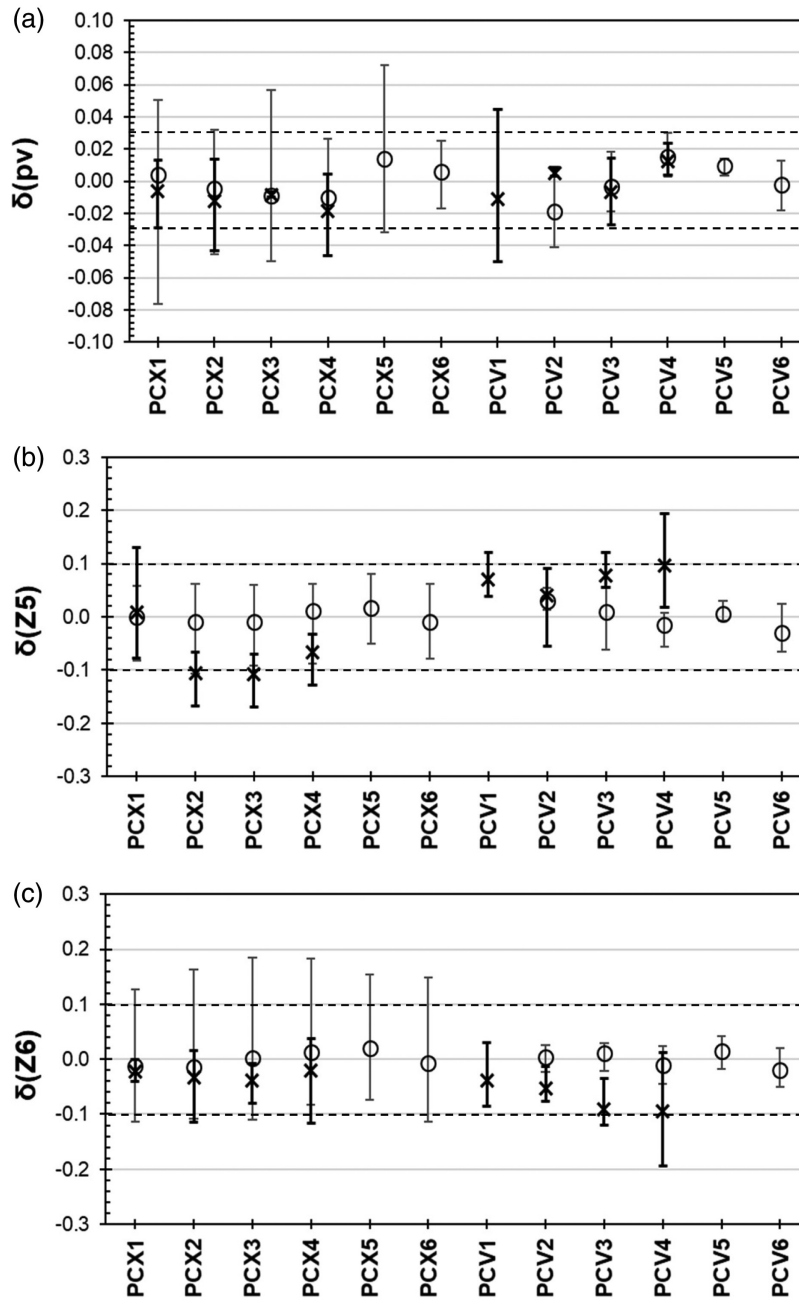 (a)
δ(pv)
0.10
0.08
0.06
0.04
0.02
0.00
-0.02
-0.04
-0.06
-0.08
-0.10
PCX1
PCX2
PCX3
PCX4
PCX5
PCX6
PCV1
PCV2
PCV3
PCV4
PCV5
PCV6
(b)
δ(Z5)
0.3
0.2
0.1
0.0
-0.1
-0.2
-0.3
PCX1
PCX2
PCX3
PCX4
PCX5
PCX6
PCV1
PCV2
PCV3
PCV4
PCV5
PCV6
(c)
δ(Z6)
0.3
0.2
0.1
0.0
-0.1
-0.2
-0.3
PCX1
PCX2
PCX3
PCX4
PCX5
PCX6
PCV1
PCV2
PCV3
PCV4
PCV5
PCV6